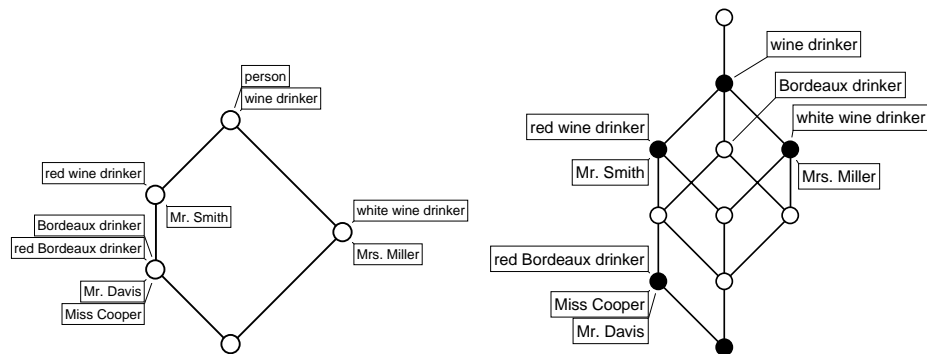 person
wine drinker
red wine drinker
Mr. Smith
Bordeaux drinker
red Bordeaux drinker
Mr. Davis
Miss Cooper
white wine drinker
Mrs. Miller
wine drinker
Bordeaux drinker
red wine drinker
white wine drinker
Mr. Smith
Mrs. Miller
red Bordeaux drinker
Miss Cooper
Mr. Davis